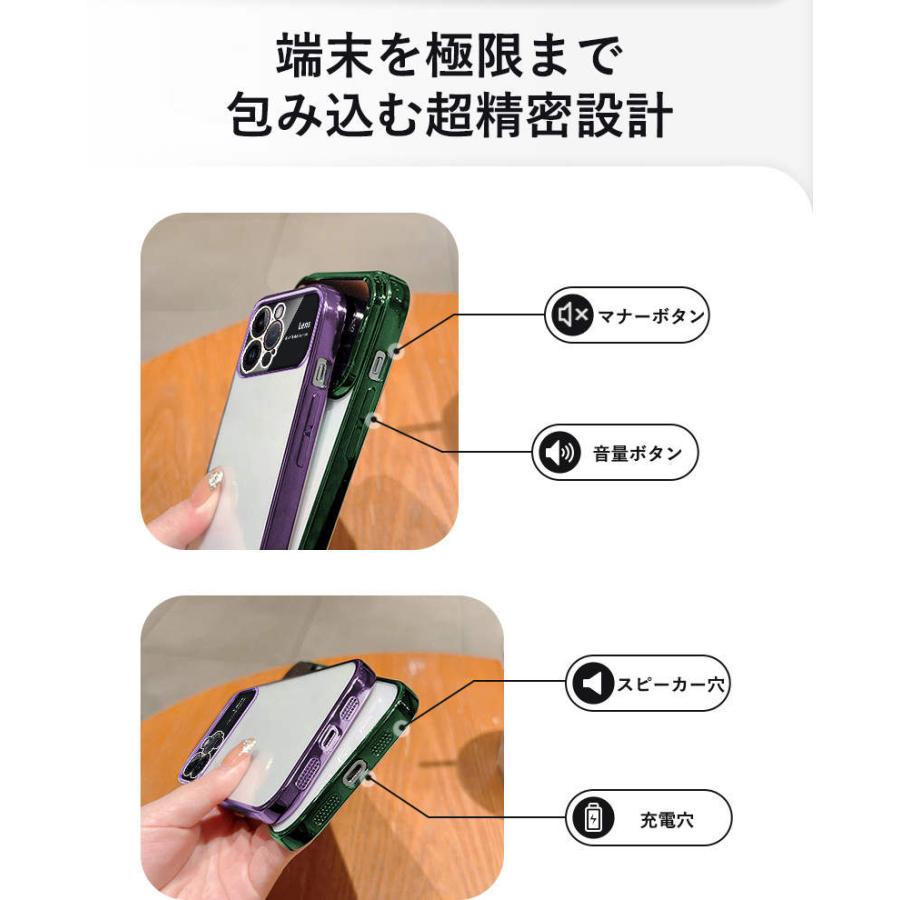 端末を極限まで
包み込む超精密設計
Lens
マナーボタン
音量ボタン
スピーカー穴
充電穴